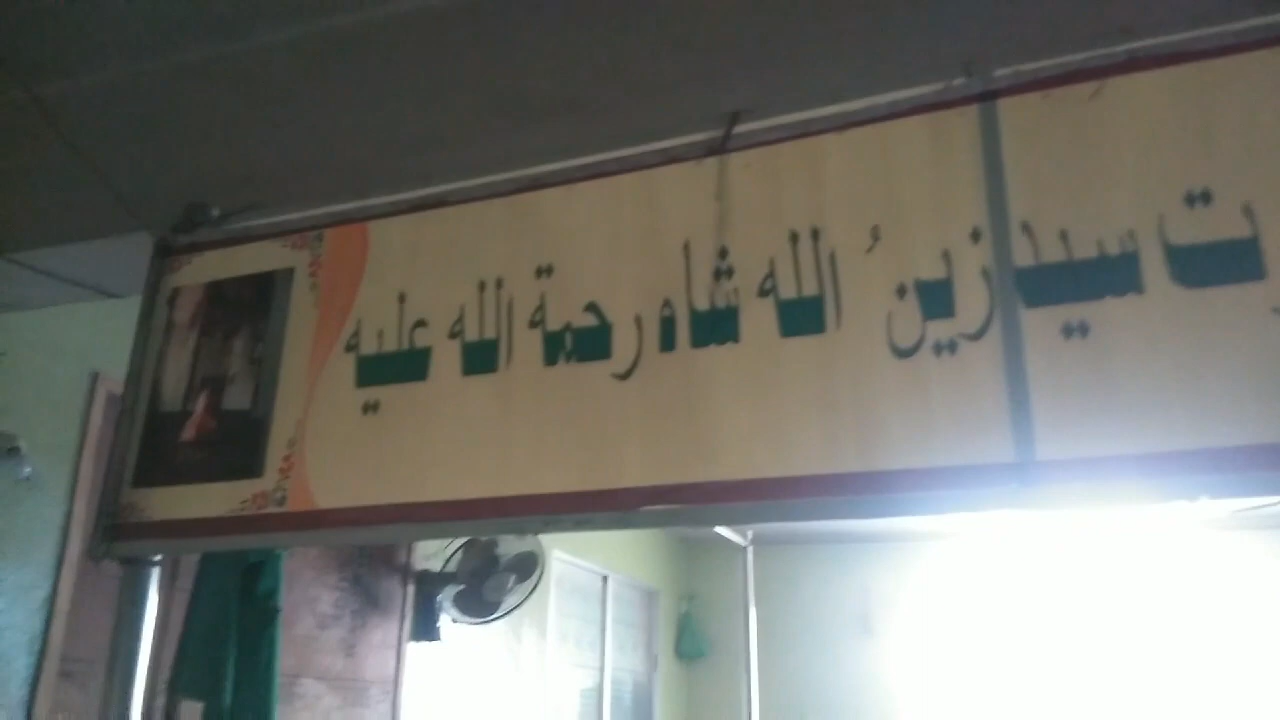 ت سید زینُ الله شاه رحمة الله علیه